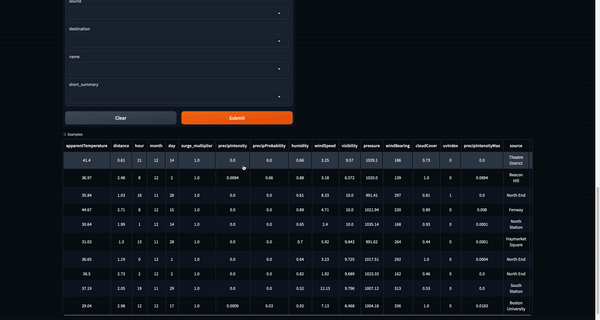 source
destination
name
short_summary
Clear Submit
Examples
apparentTemperature distance hour month day surge_multiplier precipIntensity precipProbability humidity windSpeed visibility pressure windBearing cloudCover uvIndex precipIntensityMax source
41.4 0.61 21 12 14 1.0 0.0 0.0 0.66 3.25 9.57 1029.1 186 0.73 0 0.0 Theatre District
36.97 2.48 8 12 2 1.0 0.0094 0.66 0.88 3.18 6.572 1020.0 139 1.0 0 0.0894 Beacon Hill
35.84 1.03 16 11 28 1.0 0.0 0.0 0.61 8.33 10.0 991.41 297 0.81 1 0.0 North End
44.67 2.71 8 12 15 1.0 0.0 0.0 0.89 4.71 10.0 1021.94 230 0.89 0 0.006 Fenway
30.64 1.99 1 12 14 1.0 0.0 0.0 0.65 2.4 10.0 1035.14 168 0.93 0 0.0001 North Station
31.03 1.3 13 11 28 1.0 0.0 0.0 0.7 5.92 9.843 991.62 264 0.44 0 0.0001 Haymarket Square
36.65 1.19 0 12 1 1.0 0.0 0.0 0.64 3.23 9.725 1017.51 292 1.0 0 0.0004 North End
36.5 2.73 2 12 2 1.0 0.0 0.0 0.82 1.92 9.689 1023.33 162 0.46 0 0.0 North End
37.19 2.05 19 11 29 1.0 0.0 0.0 0.52 12.13 9.796 1007.12 313 0.53 0 0.0 South Station
29.04 2.98 12 12 17 1.0 0.0009 0.03 0.92 7.13 8.468 1004.18 336 1.0 0 0.0183 Boston University